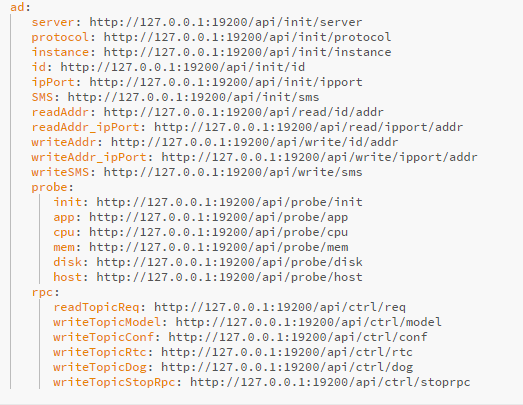 ad:
server: http://127.0.0.1:19200/api/init/server
protocol: http://127.0.0.1:19200/api/init/protocol
instance: http://127.0.0.1:19200/api/init/instance
id: http://127.0.0.1:19200/api/init/id
ipPort: http://127.0.0.1:19200/api/init/ipport
SMS: http://127.0.0.1:19200/api/init/sms
readAddr: http://127.0.0.1:19200/api/read/id/addr
readAddr_ipPort: http://127.0.0.1:19200/api/read/ipport/addr
writeAddr: http://127.0.0.1:19200/api/write/id/addr
writeAddr_ipPort: http://127.0.0.1:19200/api/write/ipport/addr
writeSMS: http://127.0.0.1:19200/api/write/sms
probe:
init: http://127.0.0.1:19200/api/probe/init
app: http://127.0.0.1:19200/api/probe/app
cpu: http://127.0.0.1:19200/api/probe/cpu
mem: http://127.0.0.1:19200/api/probe/mem
disk: http://127.0.0.1:19200/api/probe/disk
host: http://127.0.0.1:19200/api/probe/host
rpc:
readTopicReq: http://127.0.0.1:19200/api/ctrl/req
writeTopicModel: http://127.0.0.1:19200/api/ctrl/model
writeTopicConf: http://127.0.0.1:19200/api/ctrl/conf
writeTopicRtc: http://127.0.0.1:19200/api/ctrl/rtc
writeTopicDog: http://127.0.0.1:19200/api/ctrl/dog
writeTopicStopRpc: http://127.0.0.1:19200/api/ctrl/stoprpc